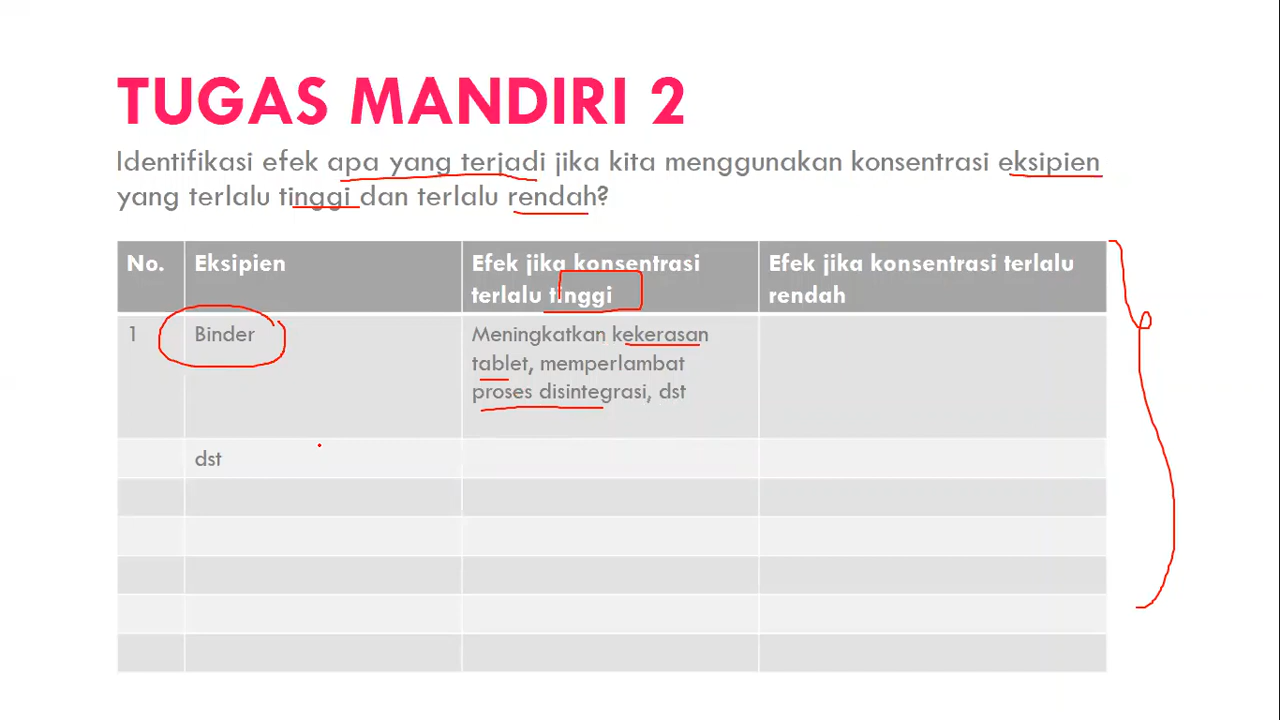 TUGAS MANDIRI 2
Identifikasi efek apa yang terjadi jika kita menggunakan konsentrasi eksipien
yang terlalu tinggi dan terlalu rendah?
No.
Eksipien
Efek jika konsentrasi
terlalu tinggi
Efek jika konsentrasi terlalu
rendah
1
Binder
Meningkatkan kekerasan
tablet, memperlambat
proses disintegrasi, dst
dst